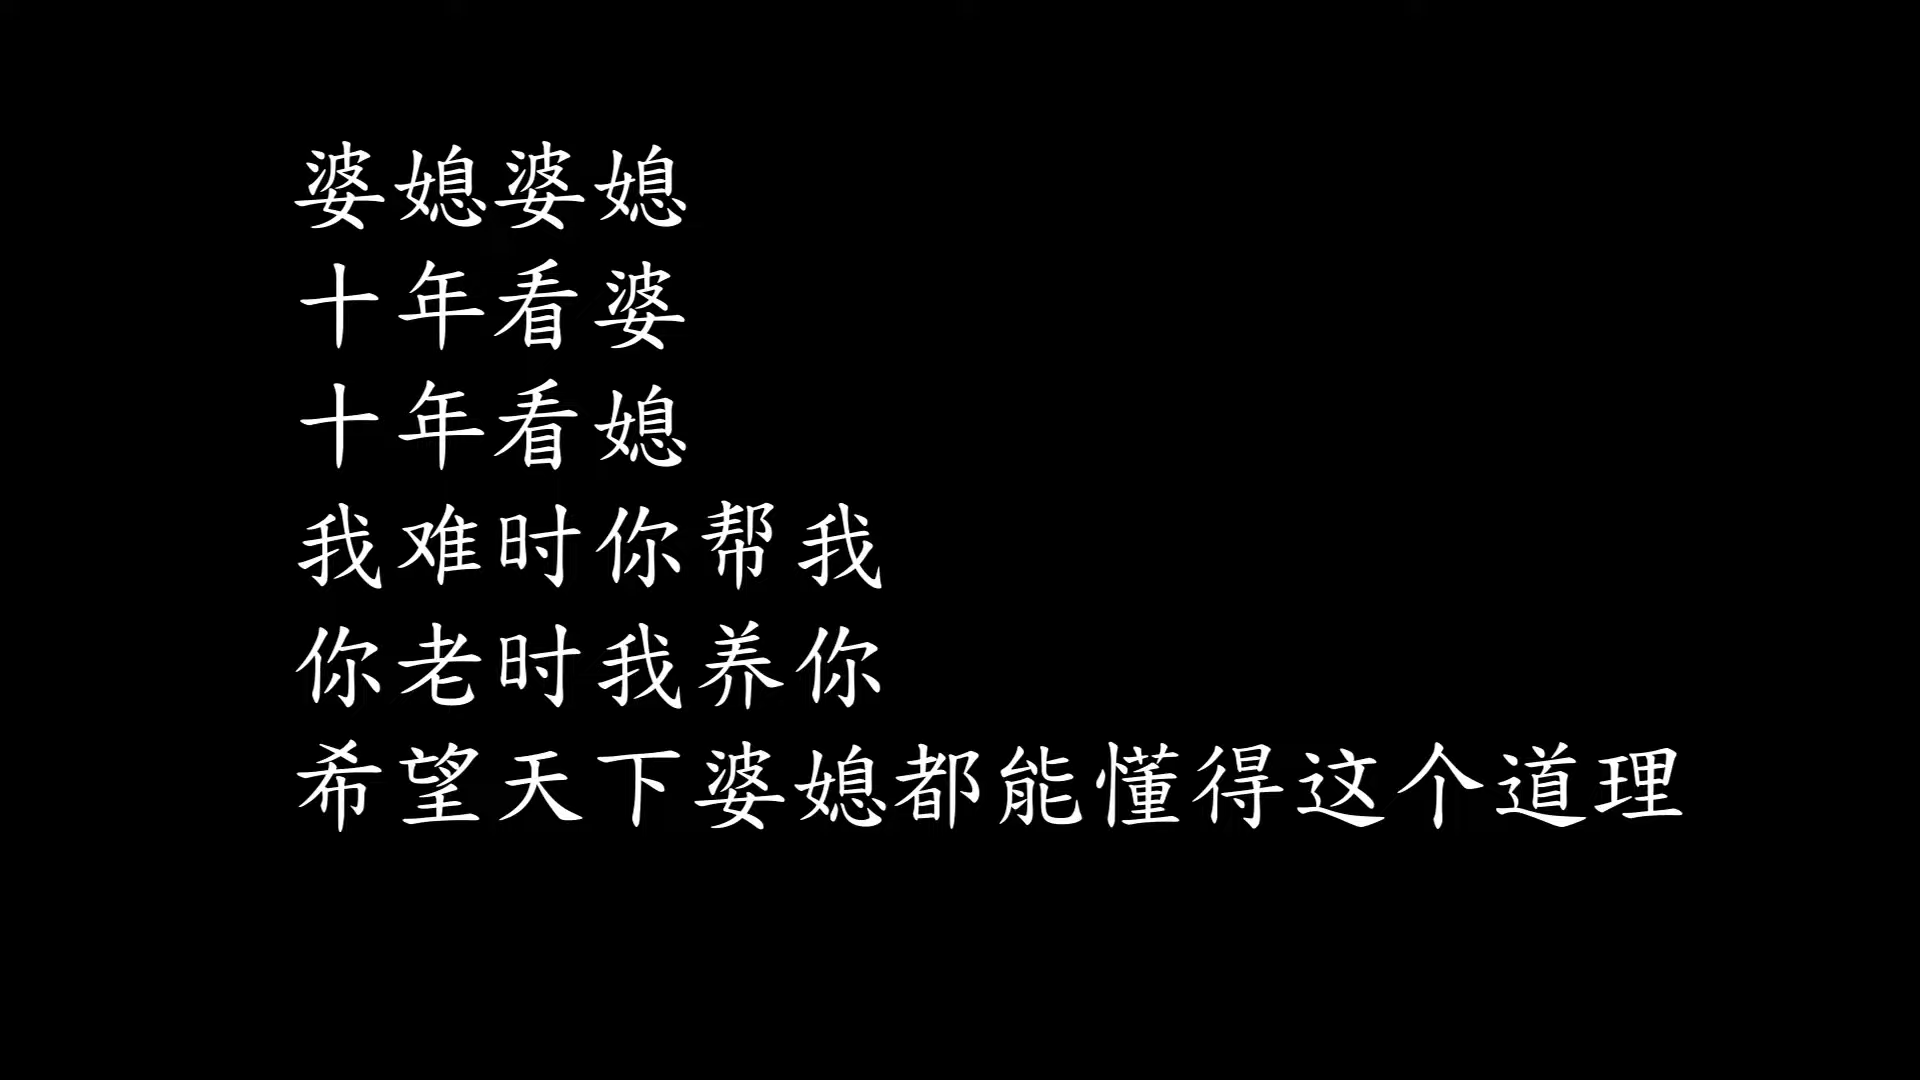 婆媳婆媳
十年看婆
十年看媳
我难时你帮我
你老时我养你
希望天下婆媳都能懂得这个道理